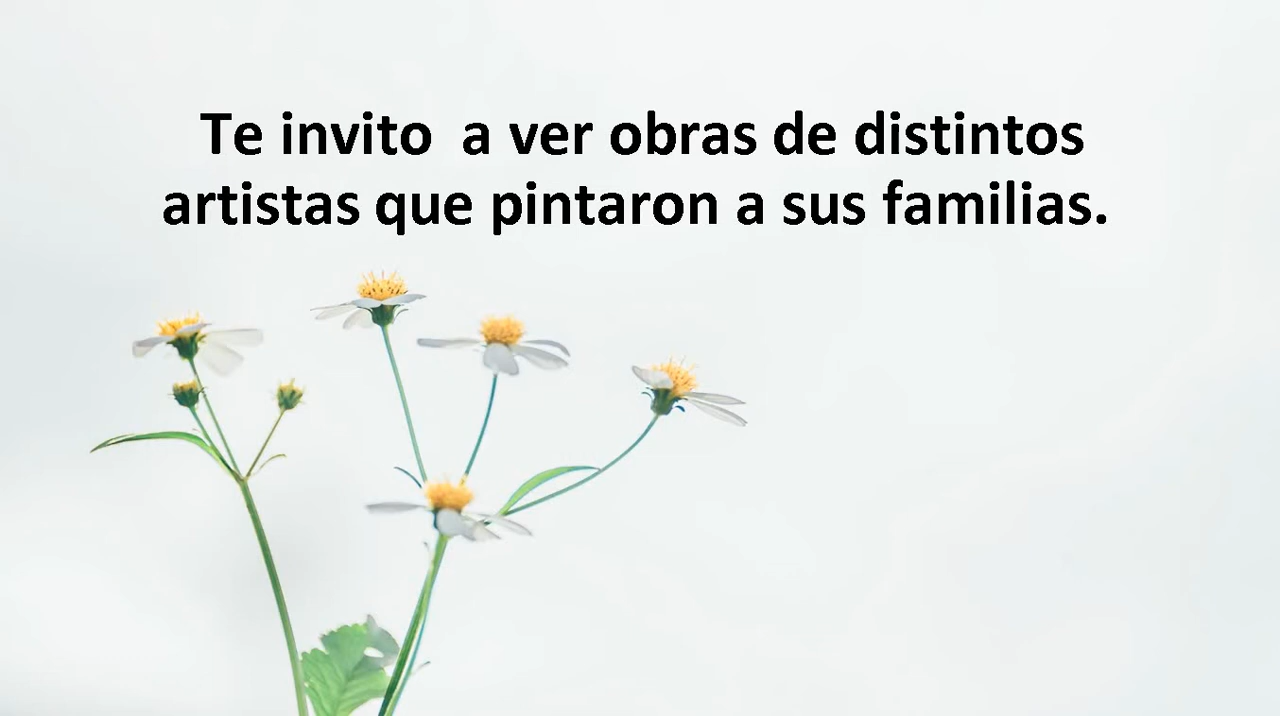 Te invito  a ver obras de distintos
artistas que pintaron a sus familias.